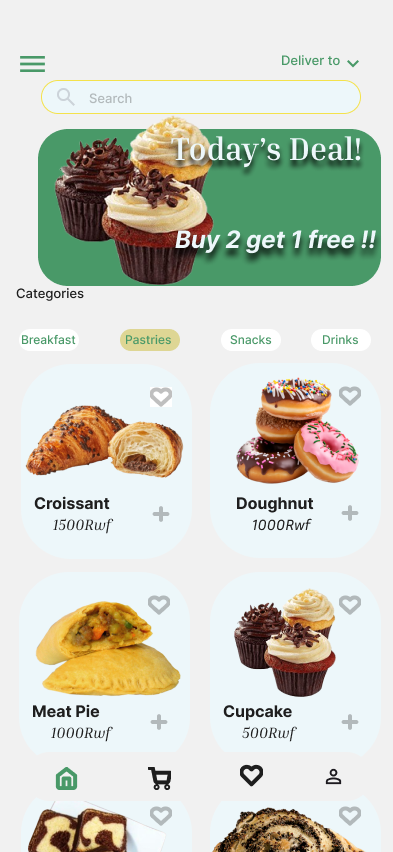 Deliver to
Search
Today's Deal!
Buy 2 get 1 free !!
Categories
Breakfast Pastries Snacks Drinks
Croissant Doughnut
1500Rwf 1000Rwf
Meat Pie Cupcake
1000Rwf 500Rwf